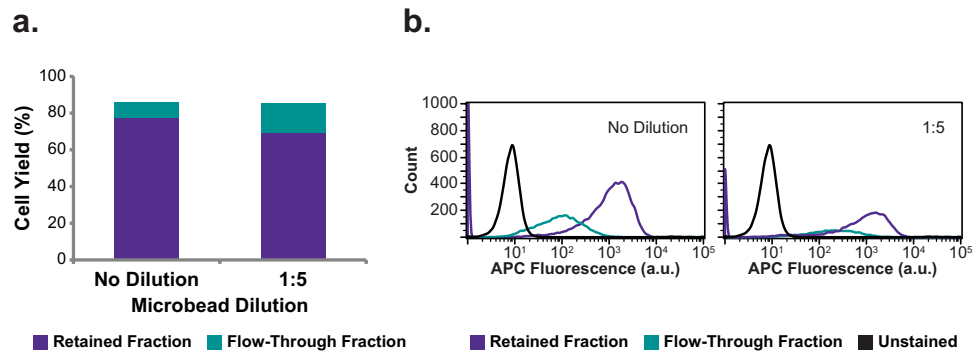 a.
Cell Yield (%)
100
80
60
40
20
0
No Dilution
1:5
Microbead Dilution
Retained Fraction
Flow-Through Fraction
b.
Count
1000
800
600
400
200
No Dilution
10¹ 10² 10³ 10⁴ 10⁵
APC Fluorescence (a.u.)
1:5
10¹ 10² 10³ 10⁴ 10⁵
APC Fluorescence (a.u.)
Retained Fraction
Flow-Through Fraction
Unstained